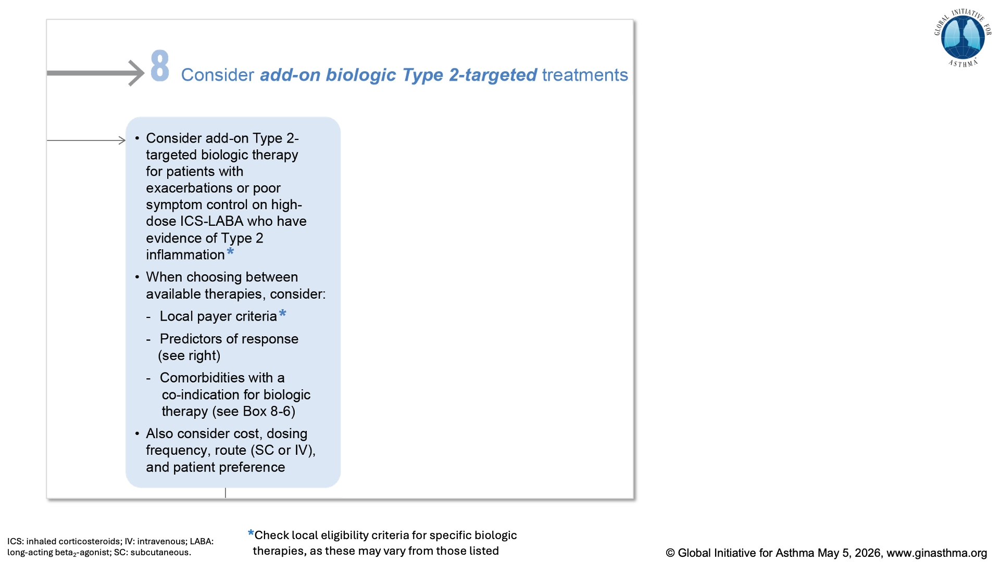 GLOBAL INITIATIVE FOR
ASTHMA
8 Consider add-on biologic Type 2-targeted treatments
• Consider add-on Type 2-
targeted biologic therapy
for patients with
exacerbations or poor
symptom control on high-
dose ICS-LABA who have
evidence of Type 2
inflammation*
• When choosing between
available therapies, consider:
- Local payer criteria*
- Predictors of response
(see right)
- Comorbidities with a
co-indication for biologic
therapy (see Box 8-6)
• Also consider cost, dosing
frequency, route (SC or IV),
and patient preference
ICS: inhaled corticosteroids; IV: intravenous; LABA:
long-acting beta₂-agonist; SC: subcutaneous.
*Check local eligibility criteria for specific biologic
therapies, as these may vary from those listed
© Global Initiative for Asthma May 5, 2026, www.ginasthma.org